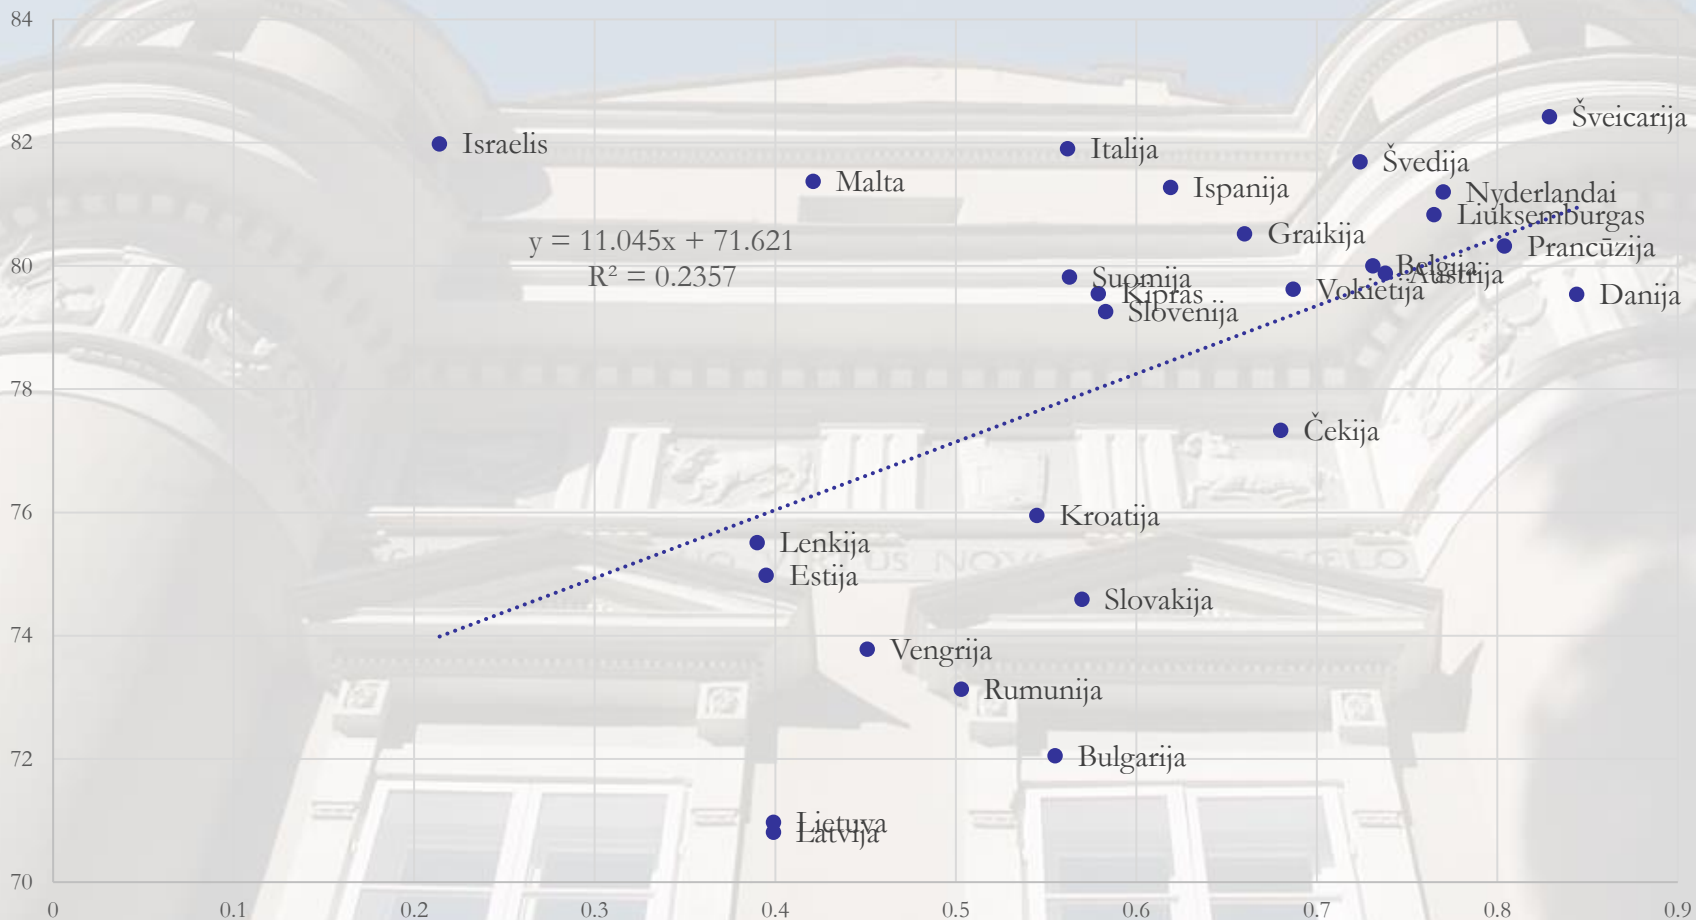 84
82
80
78
76
74
72
70
Šveicarija
Israelis
Italija
Švedija
Malta
Ispanija
Nyderlandai
Liuksemburgas
Graikija
y = 11.045x + 71.621
R² = 0.2357
Prancūzija
Belgija
Austrija
Suomija
Kipras
Vokietija
Danija
Slovenija
Čekija
Kroatija
Lenkija
Estija
Slovakija
Vengrija
Rumunija
Bulgarija
Lietuva
Latvija
0 0.1 0.2 0.3 0.4 0.5 0.6 0.7 0.8 0.9